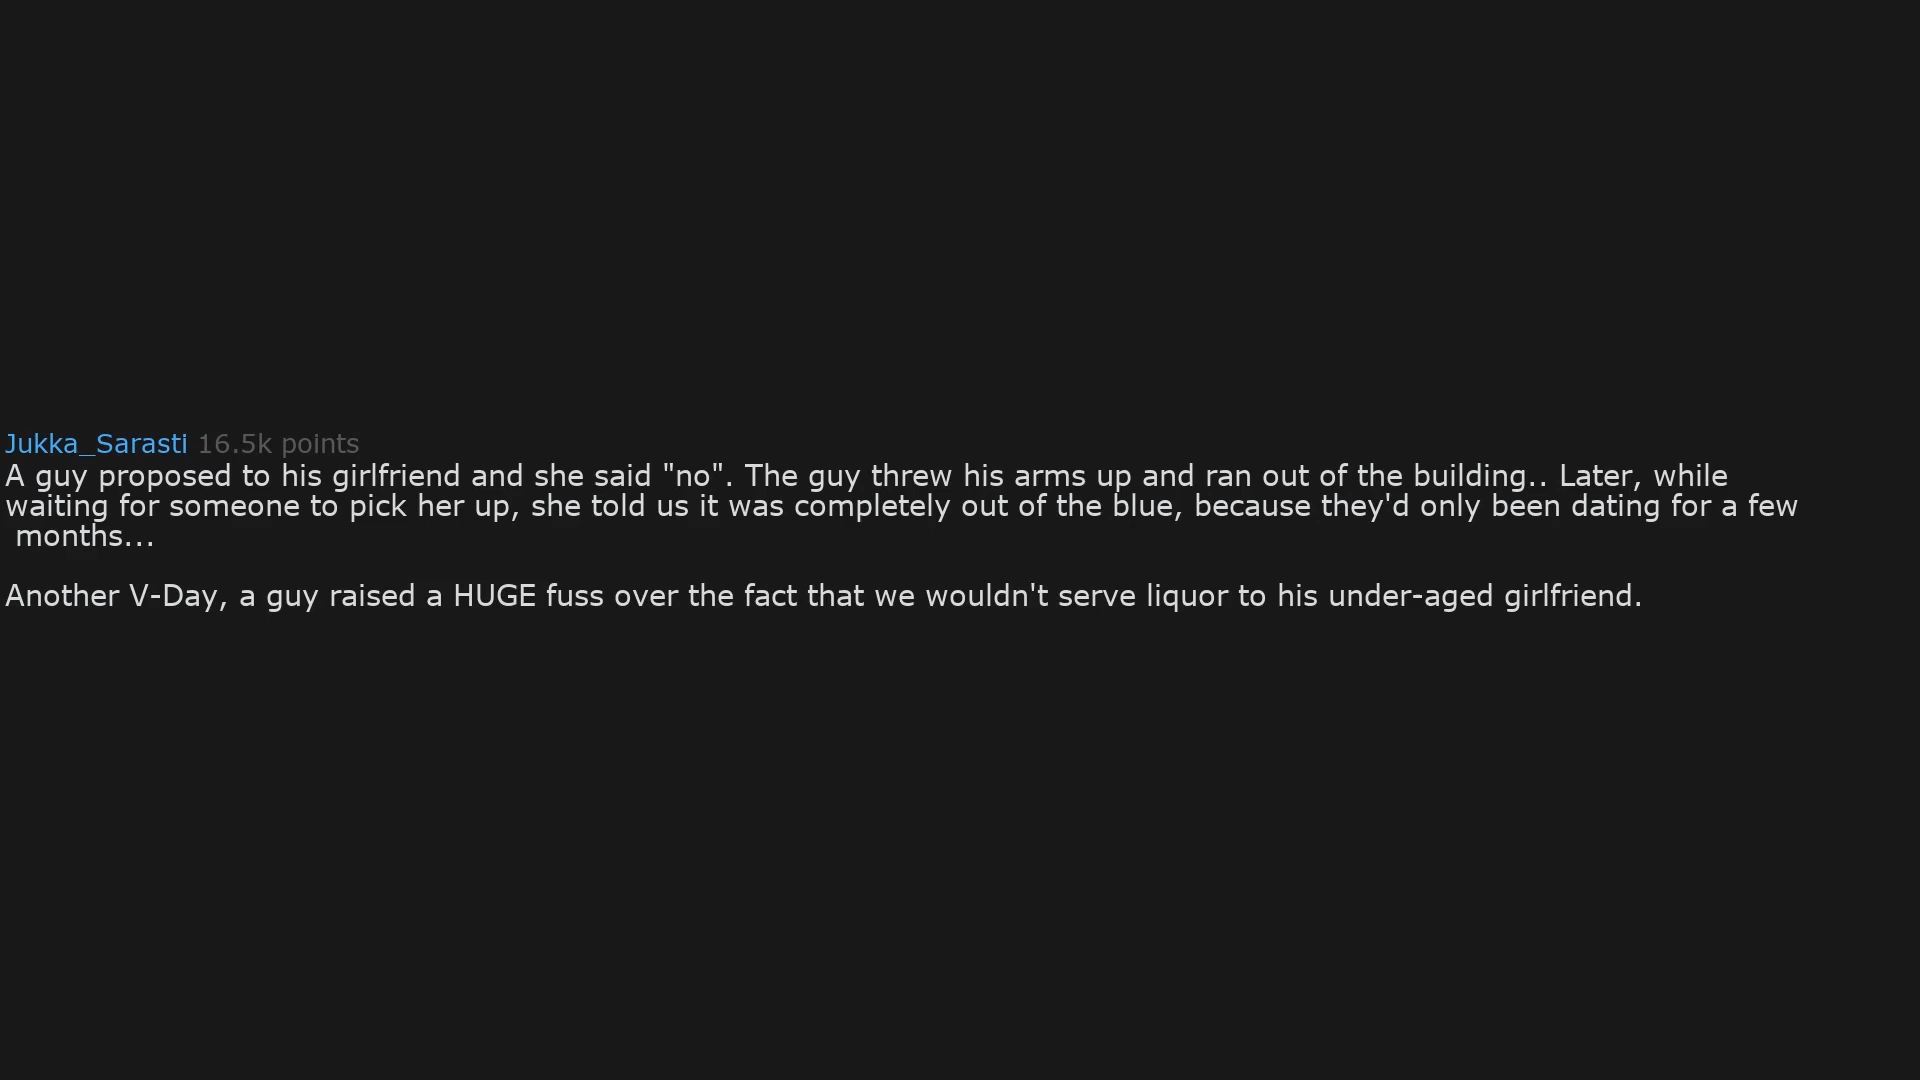 Jukka_Sarasti 16.5k points
A guy proposed to his girlfriend and she said "no". The guy threw his arms up and ran out of the building.. Later, while
waiting for someone to pick her up, she told us it was completely out of the blue, because they'd only been dating for a few
months...
Another V-Day, a guy raised a HUGE fuss over the fact that we wouldn't serve liquor to his under-aged girlfriend.